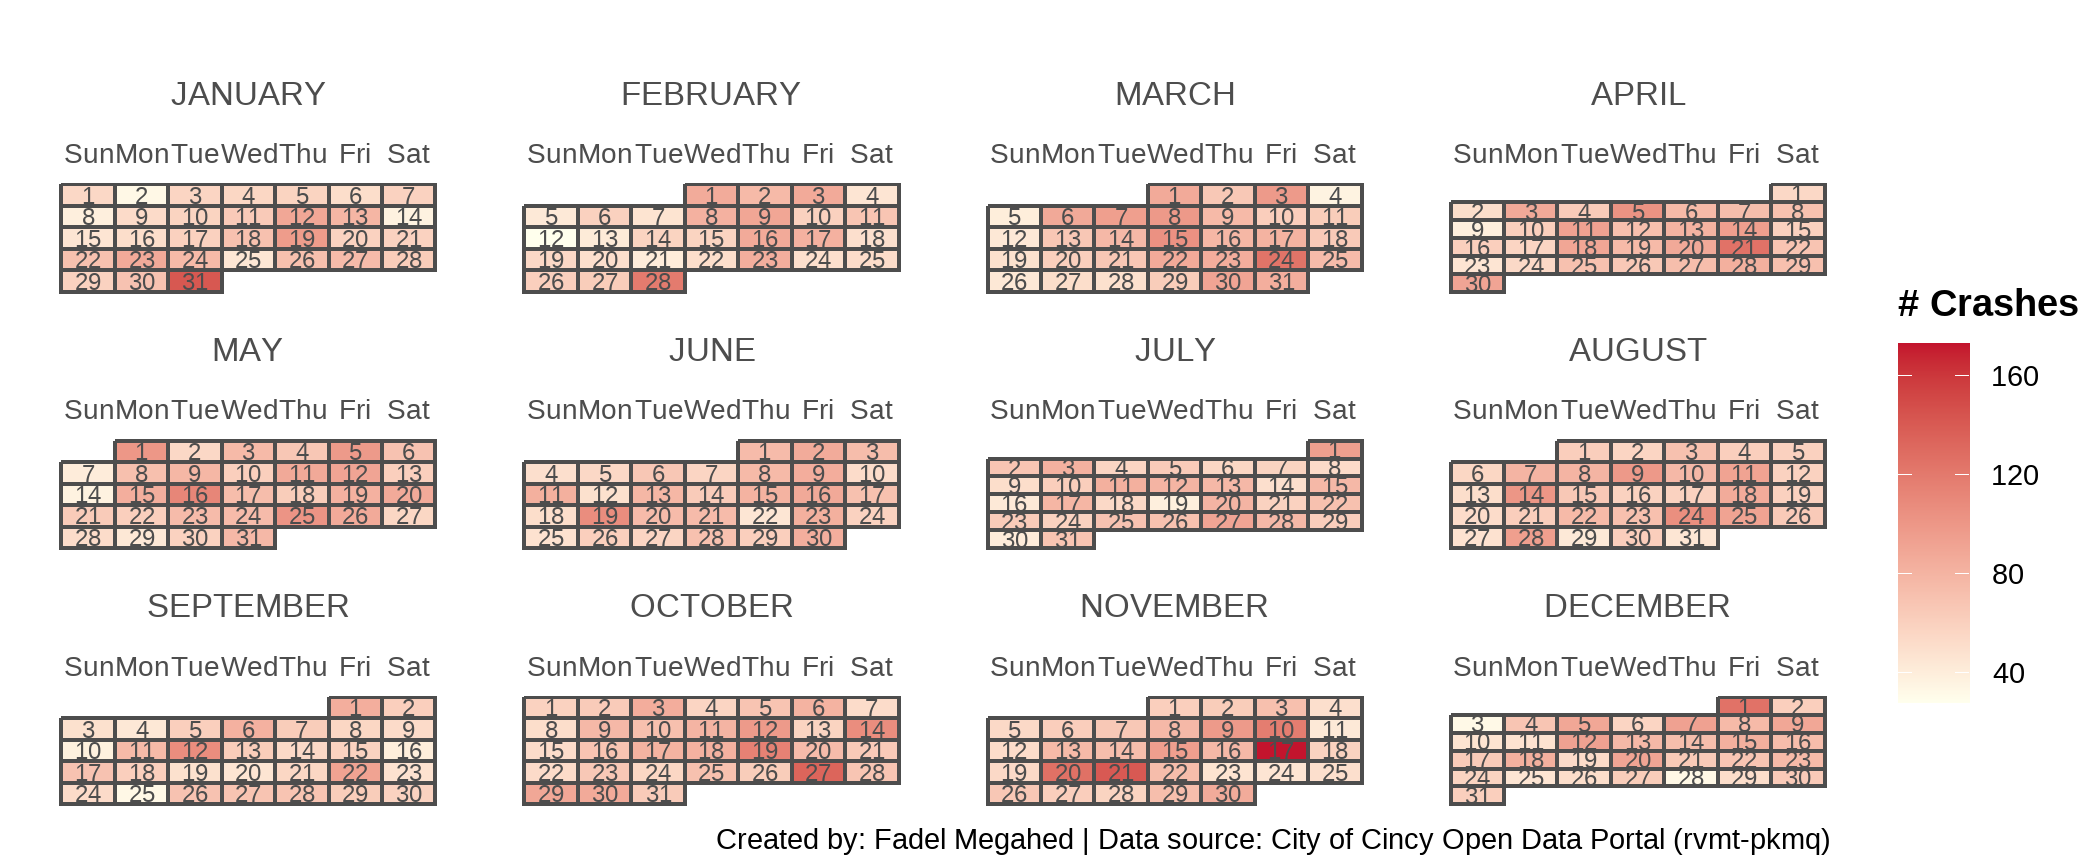 JANUARY FEBRUARY MARCH APRIL
Sun Mon Tue Wed Thu Fri Sat Sun Mon Tue Wed Thu Fri Sat Sun Mon Tue Wed Thu Fri Sat Sun Mon Tue Wed Thu Fri Sat
1 2 3 4 5 6 7 1 2 3 4 1 2 3 4 1
8 9 10 11 12 13 14 5 6 7 8 9 10 11 5 6 7 8 9 10 11 2 3 4 5 6 7 8
15 16 17 18 19 20 21 12 13 14 15 16 17 18 12 13 14 15 16 17 18 9 10 11 12 13 14 15
22 23 24 25 26 27 28 19 20 21 22 23 24 25 19 20 21 22 23 24 25 16 17 18 19 20 21 22
29 30 31 26 27 28 26 27 28 29 30 31 23 24 25 26 27 28 29
30
# Crashes
MAY JUNE JULY AUGUST
160
Sun Mon Tue Wed Thu Fri Sat Sun Mon Tue Wed Thu Fri Sat Sun Mon Tue Wed Thu Fri Sat Sun Mon Tue Wed Thu Fri Sat
1 2 3 4 5 6 1 2 3 1 1 2 3 4 5
7 8 9 10 11 12 13 4 5 6 7 8 9 10 2 3 4 5 6 7 8 6 7 8 9 10 11 12
120
14 15 16 17 18 19 20 11 12 13 14 15 16 17 9 10 11 12 13 14 15 13 14 15 16 17 18 19
21 22 23 24 25 26 27 18 19 20 21 22 23 24 16 17 18 19 20 21 22 20 21 22 23 24 25 26
28 29 30 31 25 26 27 28 29 30 23 24 25 26 27 28 29 27 28 29 30 31
30 31
80
SEPTEMBER OCTOBER NOVEMBER DECEMBER
Sun Mon Tue Wed Thu Fri Sat Sun Mon Tue Wed Thu Fri Sat Sun Mon Tue Wed Thu Fri Sat Sun Mon Tue Wed Thu Fri Sat
40
1 2 1 2 3 4 5 6 7 1 2 3 4 1 2
3 4 5 6 7 8 9 8 9 10 11 12 13 14 5 6 7 8 9 10 11 3 4 5 6 7 8 9
10 11 12 13 14 15 16 15 16 17 18 19 20 21 12 13 14 15 16 17 18 10 11 12 13 14 15 16
17 18 19 20 21 22 23 22 23 24 25 26 27 28 19 20 21 22 23 24 25 17 18 19 20 21 22 23
24 25 26 27 28 29 30 29 30 31 26 27 28 29 30 24 25 26 27 28 29 30
31
Created by: Fadel Megahed | Data source: City of Cincy Open Data Portal (rvmt-pkmq)